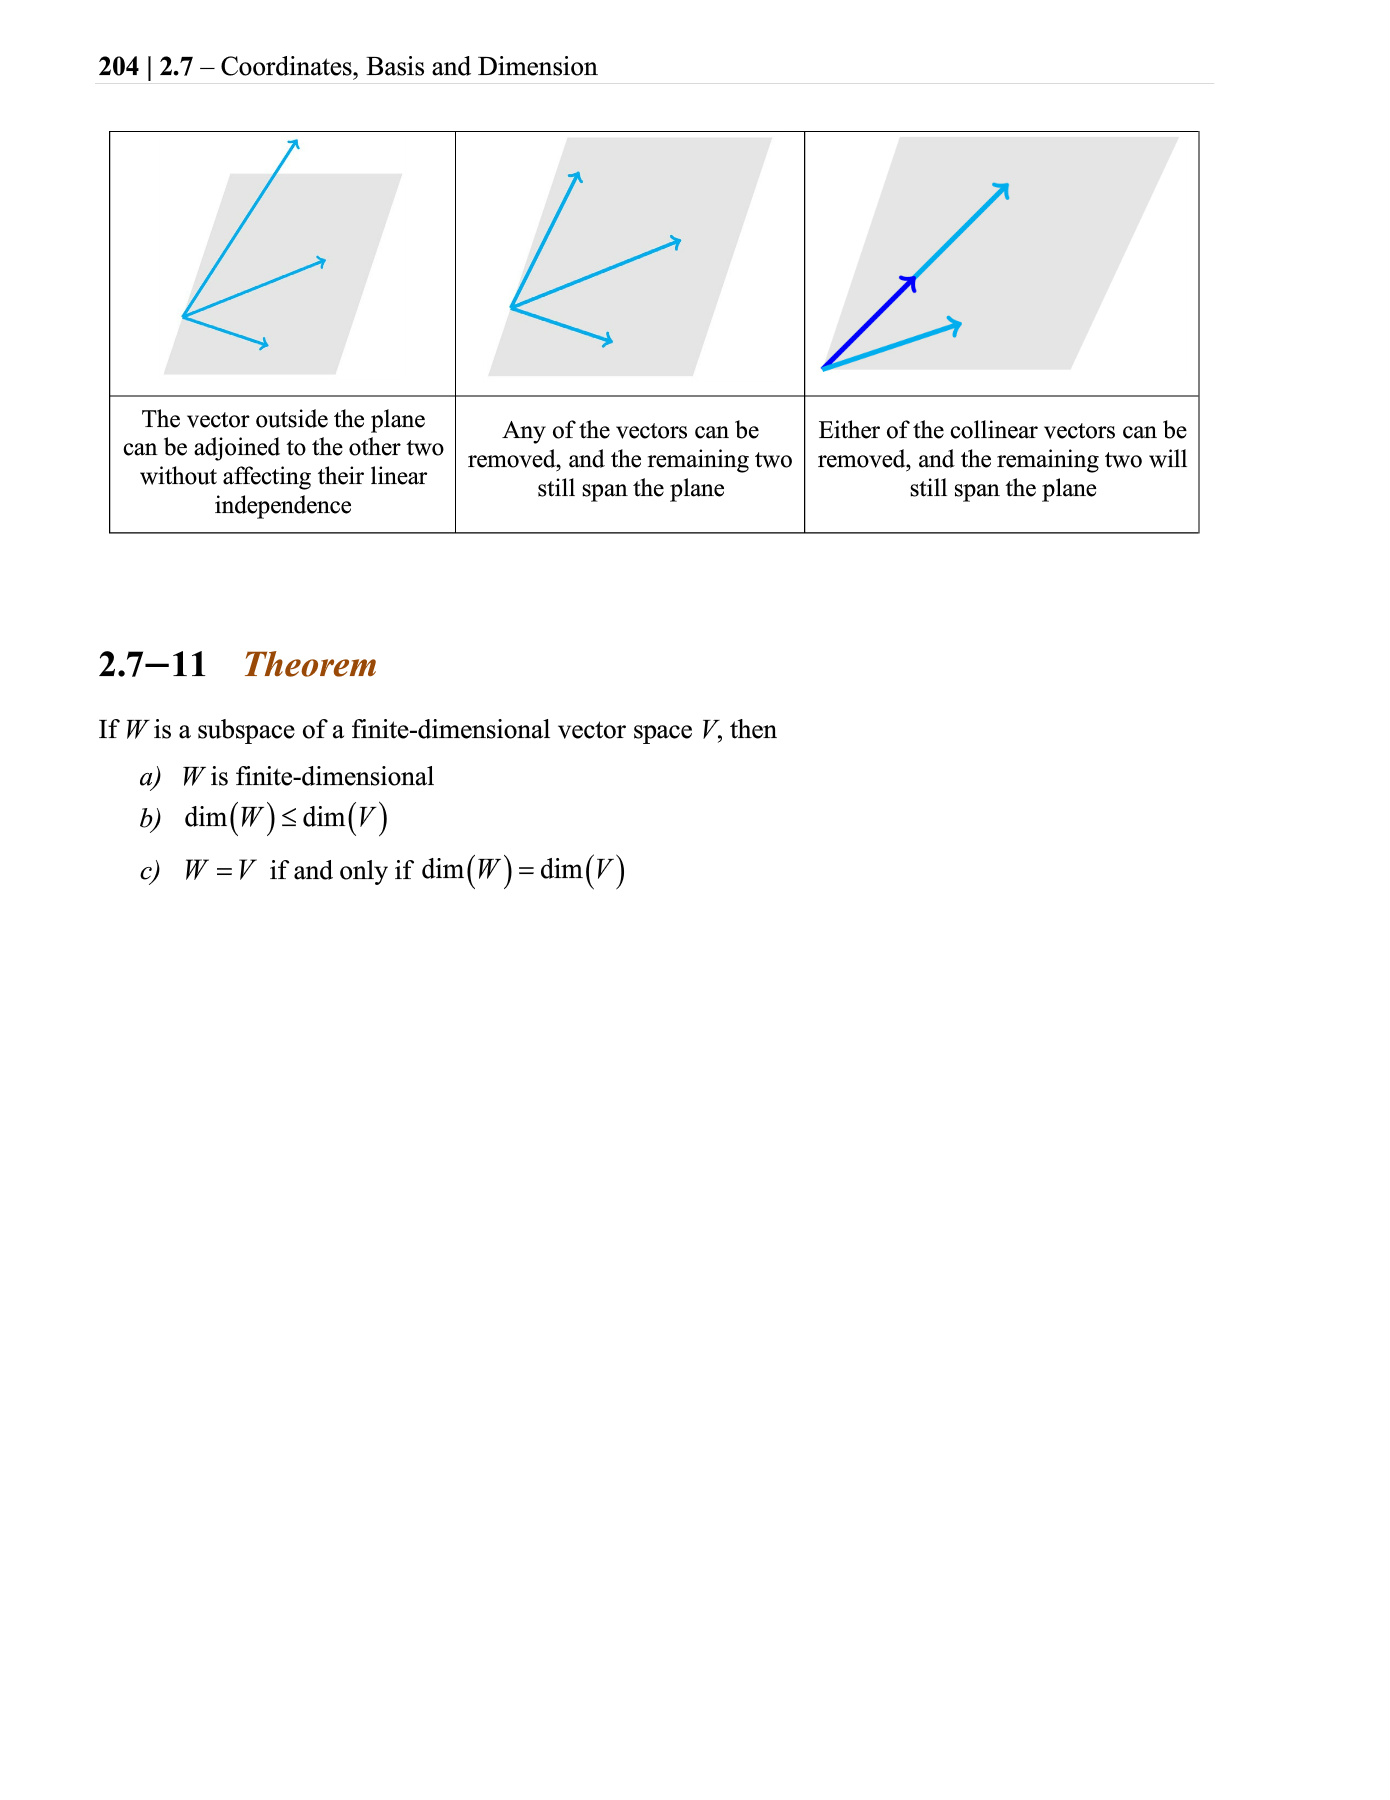 204 | 2.7 – Coordinates, Basis and Dimension
The vector outside the plane
can be adjoined to the other two
without affecting their linear
independence
Any of the vectors can be
removed, and the remaining two
still span the plane
Either of the collinear vectors can be
removed, and the remaining two will
still span the plane
2.7–11 Theorem
If W is a subspace of a finite-dimensional vector space V, then
a) W is finite-dimensional
b) dim(W) ≤ dim(V)
c) W = V if and only if dim(W) = dim(V)